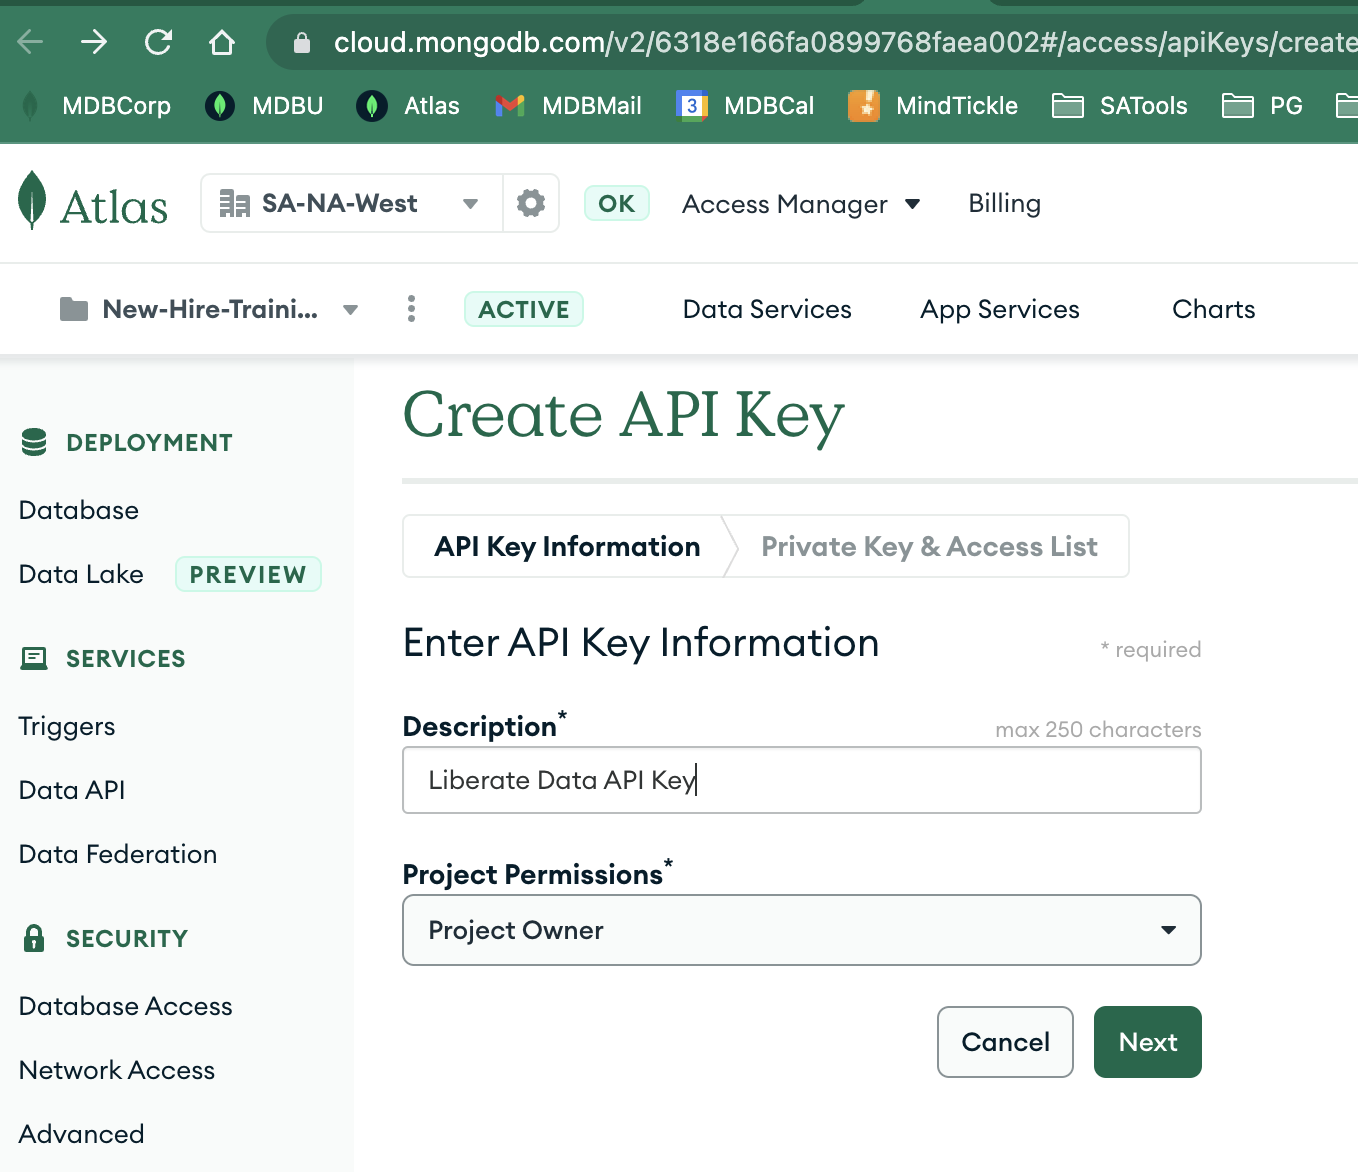 cloud.mongodb.com/v2/6318e166fa0899768faea002#/access/apiKeys/create
MDBCorp MDBU Atlas MDBMail 3 MDBCal MindTickle SATools PG
Atlas SA-NA-West OK Access Manager Billing
New-Hire-Traini... ACTIVE Data Services App Services Charts
DEPLOYMENT
Database
Data Lake PREVIEW
SERVICES
Triggers
Data API
Data Federation
SECURITY
Database Access
Network Access
Advanced
Create API Key
API Key Information Private Key & Access List
Enter API Key Information * required
Description* max 250 characters
Liberate Data API Key
Project Permissions*
Project Owner
Cancel Next